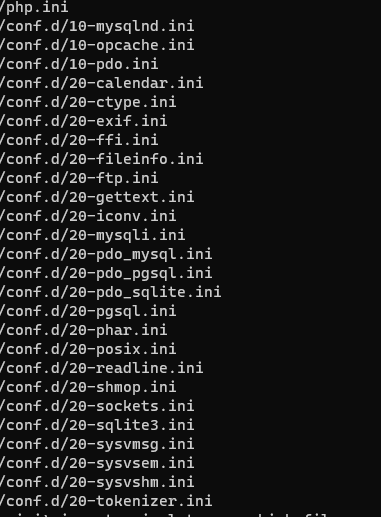 /php.ini
/conf.d/10-mysqlnd.ini
/conf.d/10-opcache.ini
/conf.d/10-pdo.ini
/conf.d/20-calendar.ini
/conf.d/20-ctype.ini
/conf.d/20-exif.ini
/conf.d/20-ffi.ini
/conf.d/20-fileinfo.ini
/conf.d/20-ftp.ini
/conf.d/20-gettext.ini
/conf.d/20-iconv.ini
/conf.d/20-mysqli.ini
/conf.d/20-pdo_mysql.ini
/conf.d/20-pdo_pgsql.ini
/conf.d/20-pdo_sqlite.ini
/conf.d/20-pgsql.ini
/conf.d/20-phar.ini
/conf.d/20-posix.ini
/conf.d/20-readline.ini
/conf.d/20-shmop.ini
/conf.d/20-sockets.ini
/conf.d/20-sqlite3.ini
/conf.d/20-sysvmsg.ini
/conf.d/20-sysvsem.ini
/conf.d/20-sysvshm.ini
/conf.d/20-tokenizer.ini